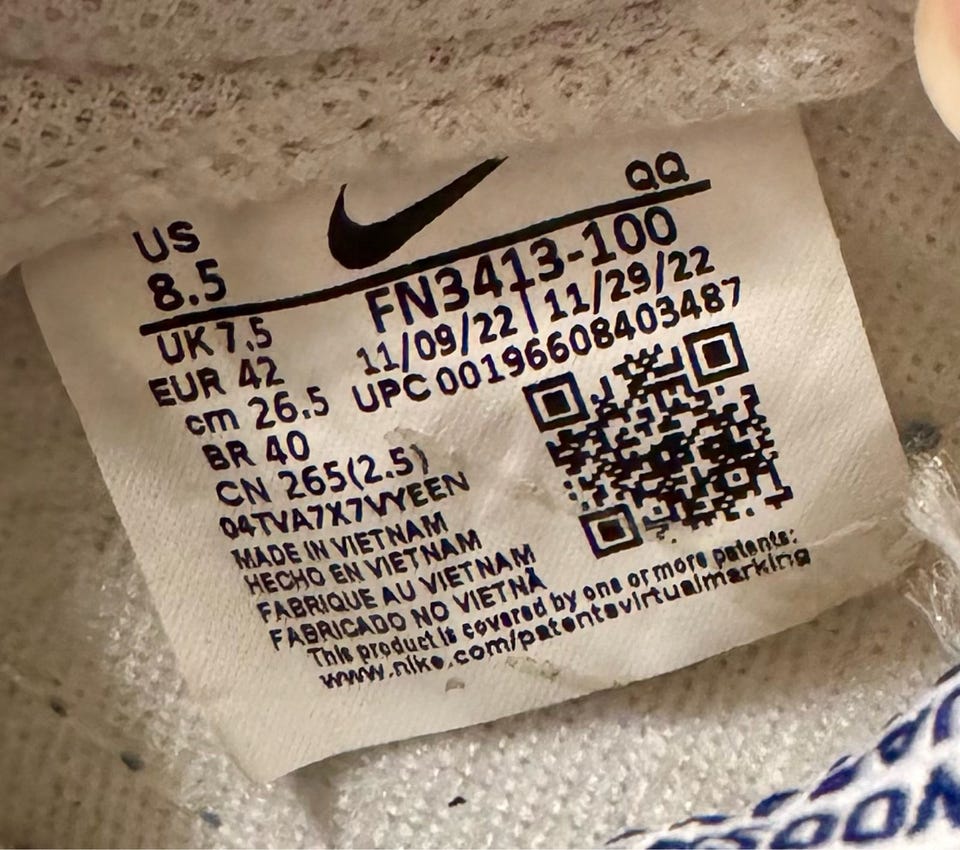 US
8.5
QQ
FN3413-100
11/09/22 | 11/29/22
UPC 00196608403487
UK 7.5
EUR 42
cm 26.5
BR 40
CN 265(2.5)
04TVA7X7VYEEN
MADE IN VIETNAM
HECHO EN VIETNAM
FABRIQUE AU VIETNAM
FABRICADO NO VIETNÃ
This product is covered by one or more patents:
www.nike.com/patentsvirtualmarking